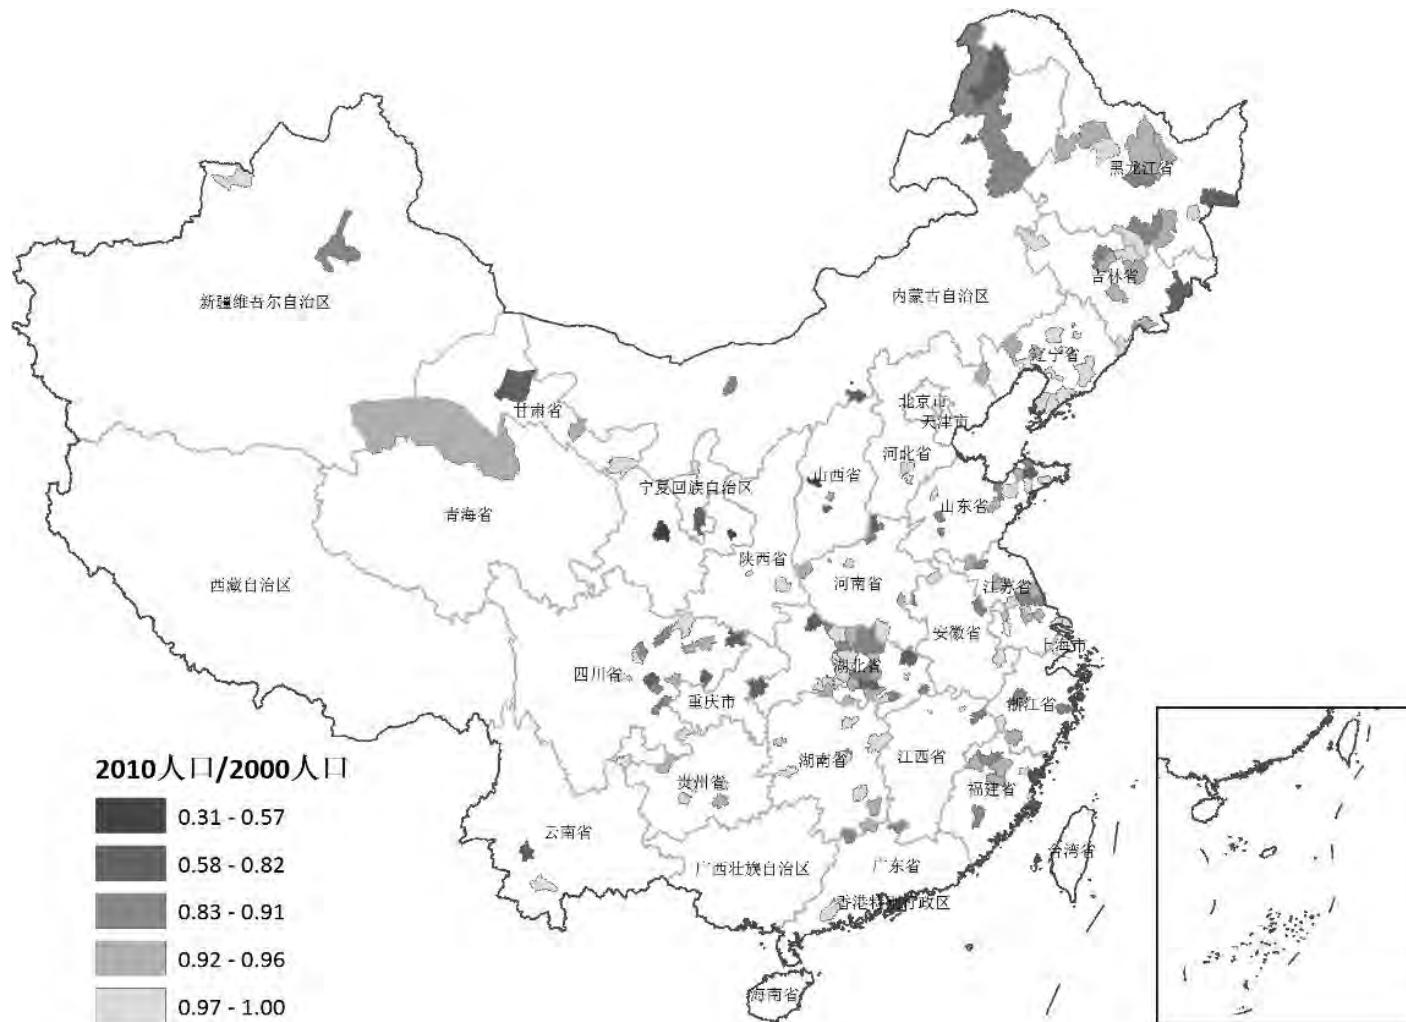 黑龙江省
吉林省
新疆维吾尔自治区
内蒙古自治区
辽宁省
甘肃省
北京市
天津市
河北省
山西省
宁夏回族自治区
山东省
青海省
陕西省
西藏自治区
河南省
江苏省
安徽省
上海市
湖北省
四川省
重庆市
浙江省
江西省
湖南省
贵州省
福建省
云南省
台湾省
广西壮族自治区
广东省
香港特别行政区
海南省
2010人口/2000人口
0.31 - 0.57
0.58 - 0.82
0.83 - 0.91
0.92 - 0.96
0.97 - 1.00